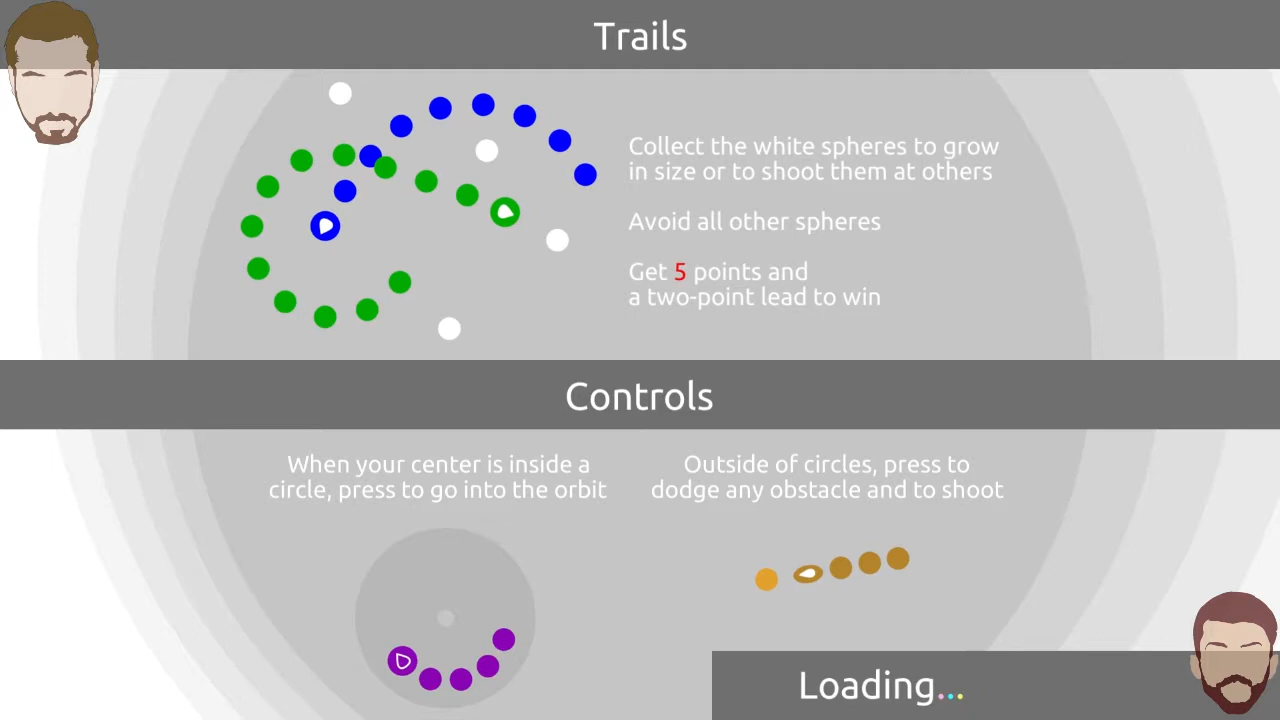 Trails
Collect the white spheres to grow
in size or to shoot them at others
Avoid all other spheres
Get 5 points and
a two-point lead to win
Controls
When your center is inside a
circle, press to go into the orbit
Outside of circles, press to
dodge any obstacle and to shoot
Loading...